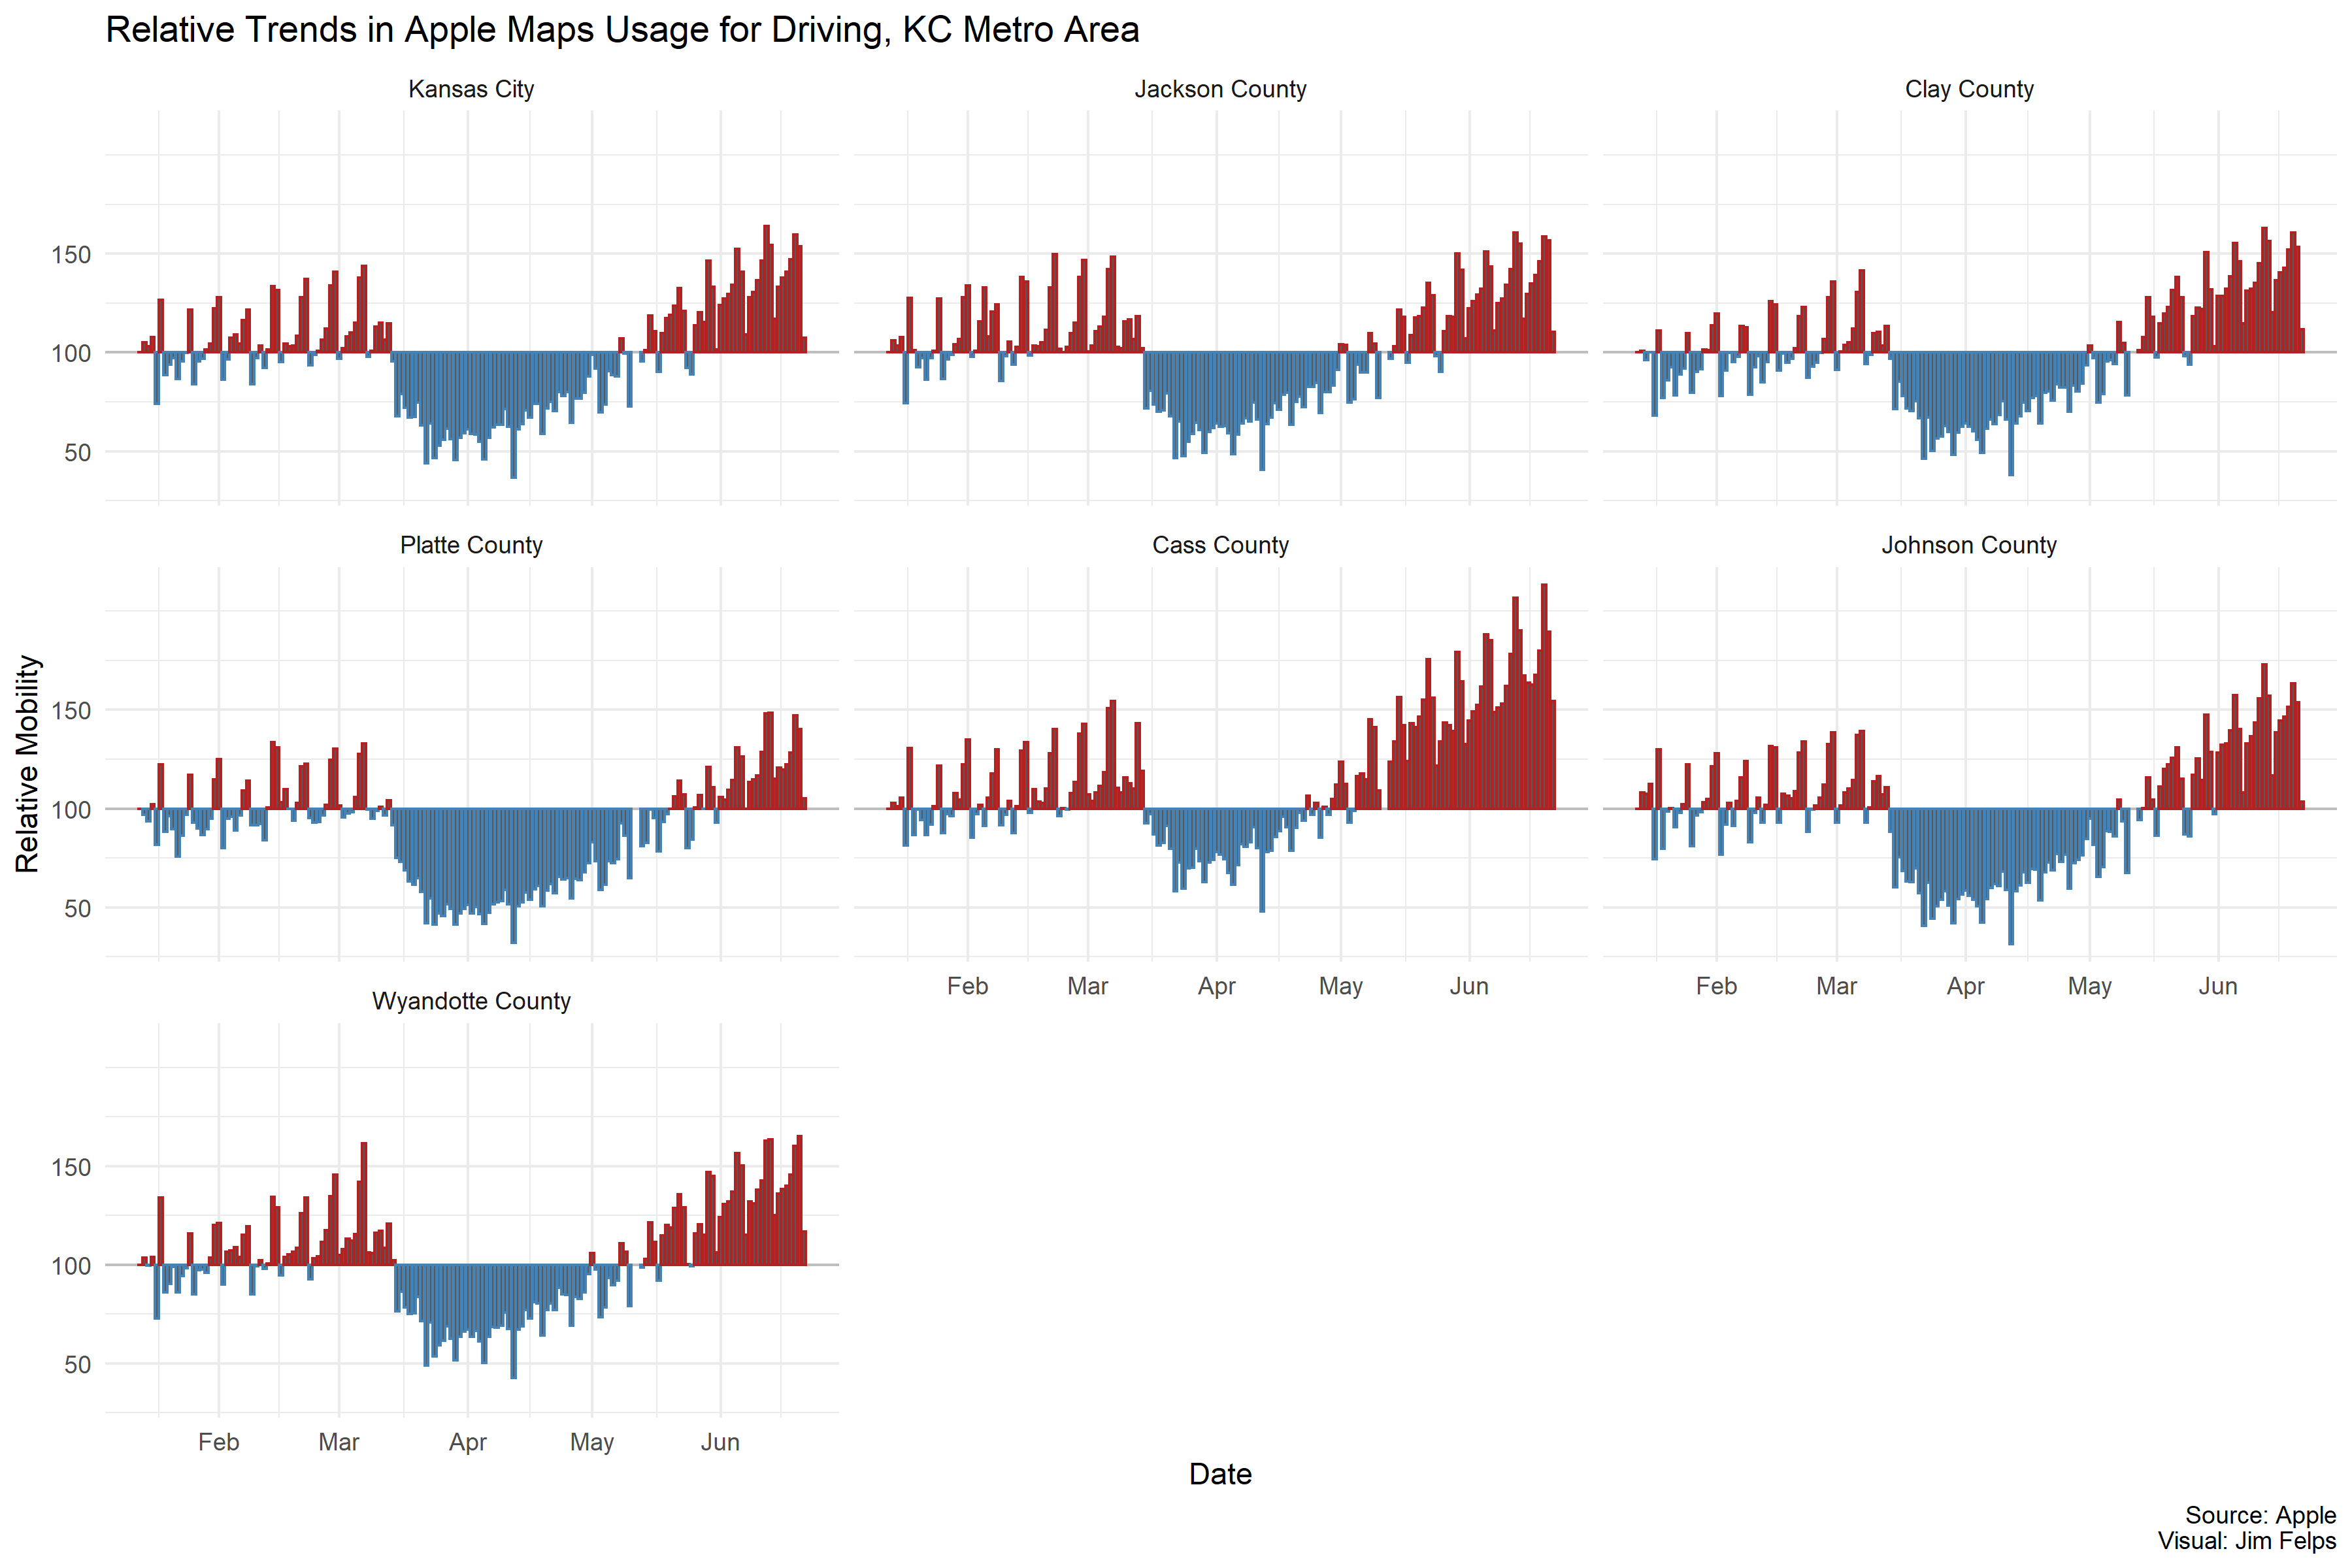 Relative Trends in Apple Maps Usage for Driving, KC Metro Area
Kansas City
Jackson County
Clay County
150
100
50
Platte County
Cass County
Johnson County
Relative Mobility
150
100
50
Feb Mar Apr May Jun
Feb Mar Apr May Jun
Wyandotte County
150
100
50
Feb Mar Apr May Jun
Date
Source: Apple
Visual: Jim Felps